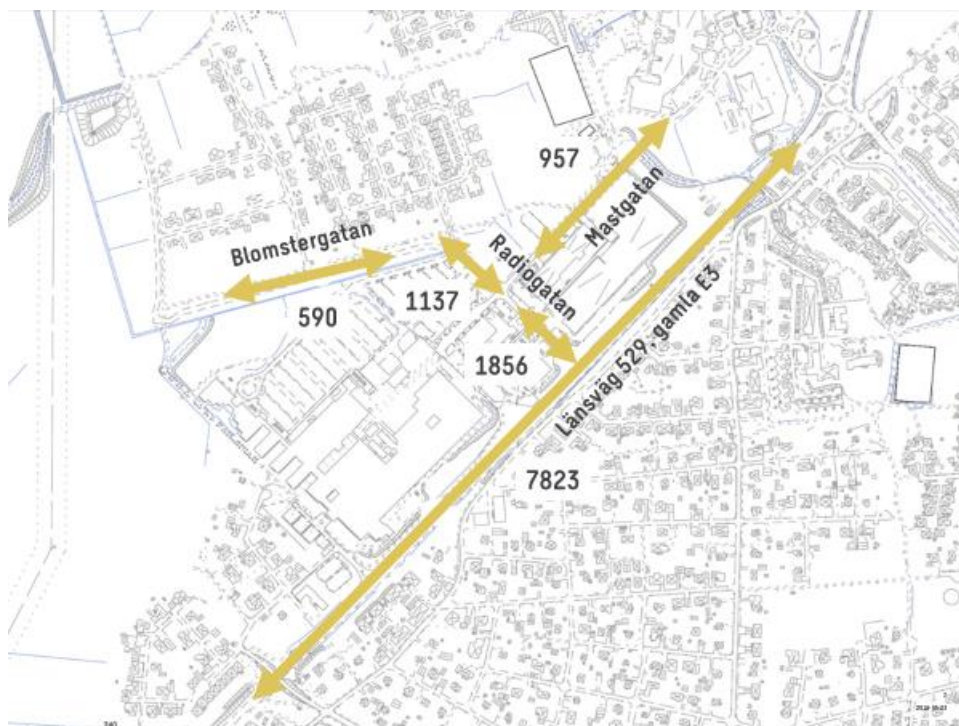 957
Mastgatan
Blomstergatan
Radiogatan
590
1137
1856
Länsväg 529, gamla E3
7823